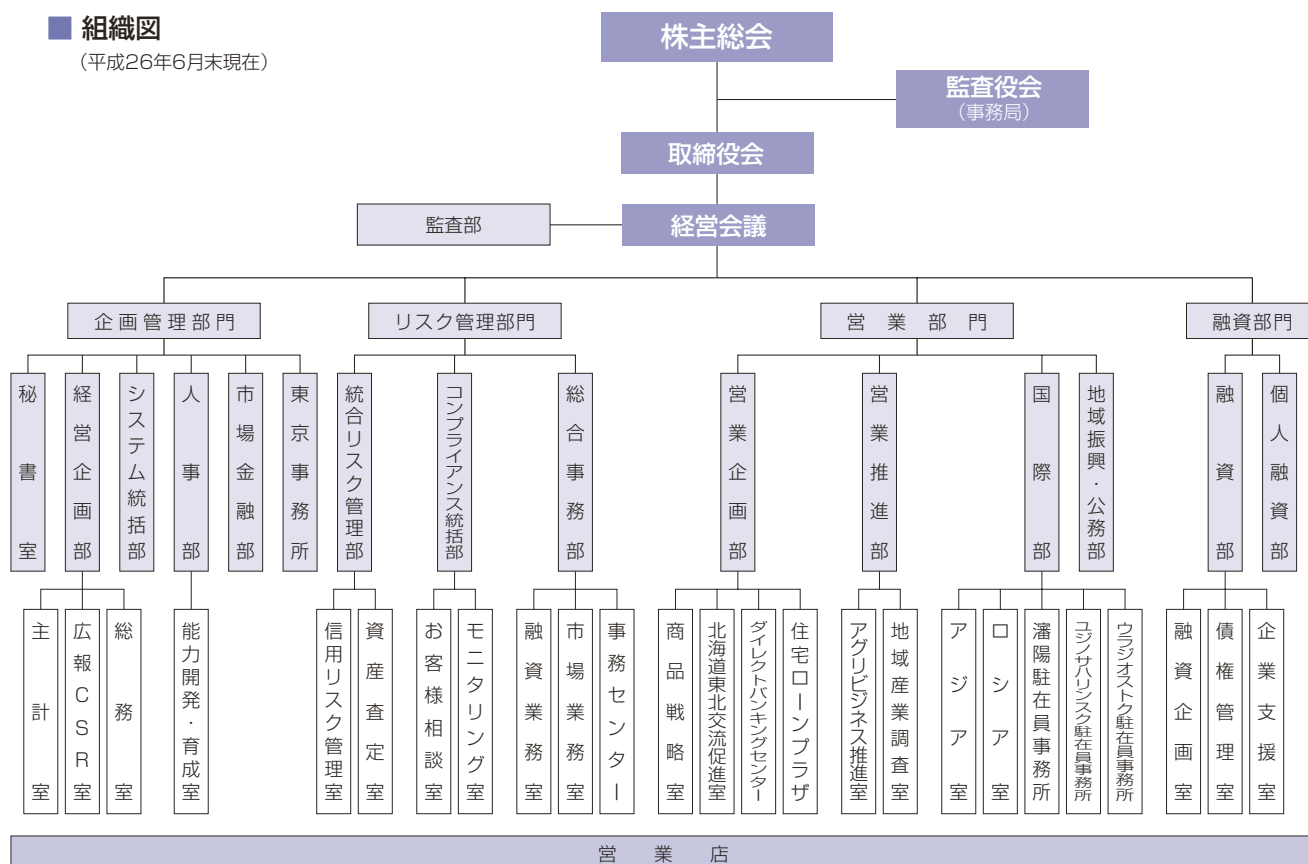 組織図
（平成26年6月末現在）
株主総会
監査役会
（事務局）
取締役会
監査部
経営会議
企画管理部門
リスク管理部門
営業部門
融資部門
秘書室
経営企画部
システム統括部
人事部
市場金融部
東京事務所
統合リスク管理部
コンプライアンス統括部
総合事務部
営業企画部
営業推進部
国際部
地域振興・公務部
融資部
個人融資部
主計室
広報CSR室
総務室
能力開発・育成室
信用リスク管理室
資産査定室
お客様相談室
モニタリング室
融資業務室
市場業務室
事務センター
商品戦略室
北海道東北交流促進室
ダイレクトバンキングセンター
住宅ローンプラザ
アグリビジネス推進室
地域産業調査室
アジア室
ロシア室
瀋陽駐在員事務所
ユジノサハリンスク駐在員事務所
ウラジオストク駐在員事務所
融資企画室
債権管理室
企業支援室
営業店